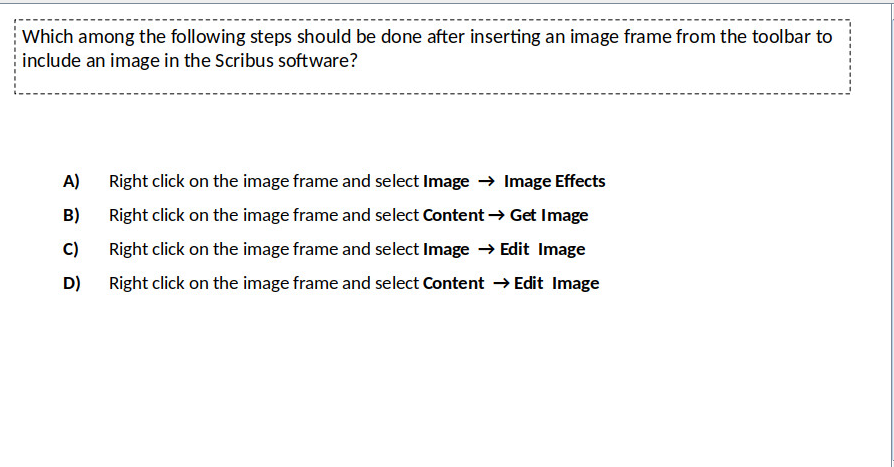 Which among the following steps should be done after inserting an image frame from the toolbar to
include an image in the Scribus software?
A) Right click on the image frame and select Image → Image Effects
B) Right click on the image frame and select Content → Get Image
C) Right click on the image frame and select Image → Edit Image
D) Right click on the image frame and select Content → Edit Image